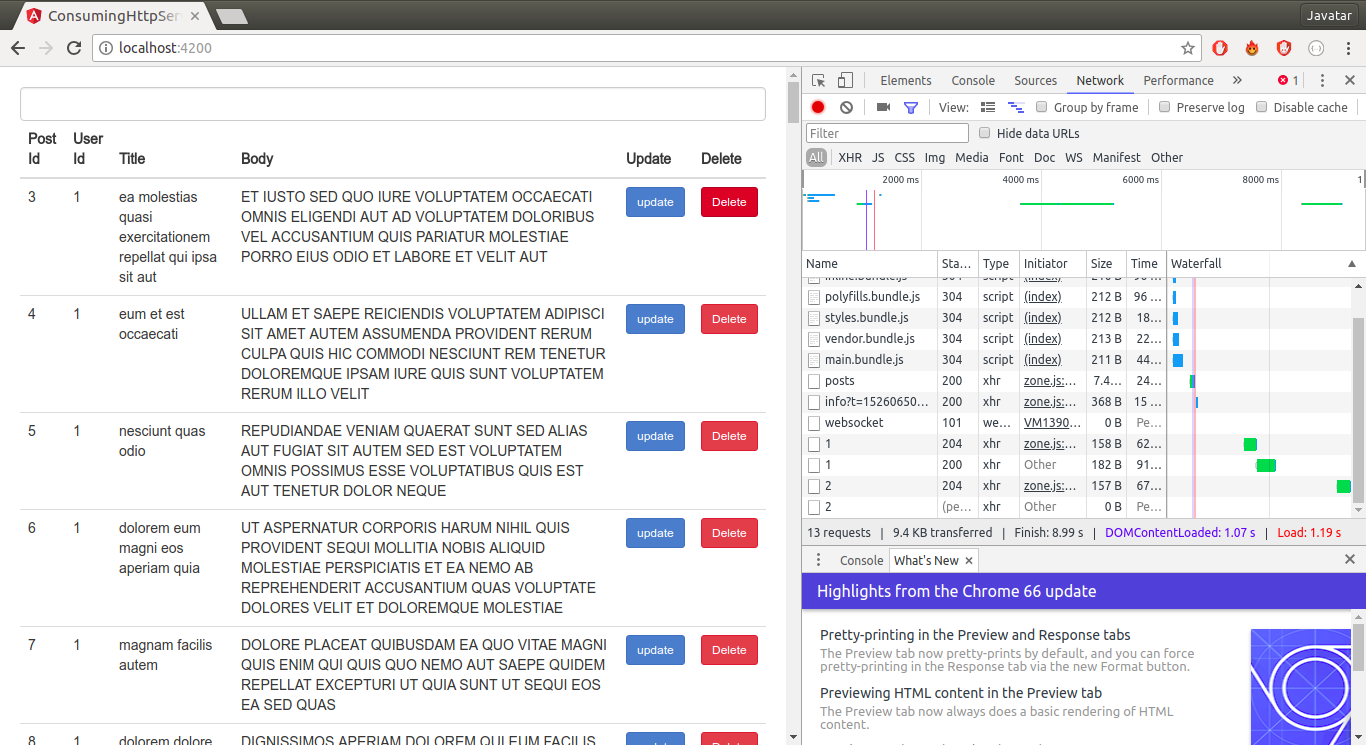 ConsumingHttpSer
Javatar
localhost:4200
Post Id
User Id
Title
Body
Update
Delete
3
1
ea molestias
quasi
exercitationem
repellat qui ipsa
sit aut
ET IUSTO SED QUO IURE VOLUPTATEM OCCAECATI
OMNIS ELIGENDI AUT AD VOLUPTATEM DOLORIBUS
VEL ACCUSANTIUM QUIS PARIATUR MOLESTIAE
PORRO EIUS ODIO ET LABORE ET VELIT AUT
update
Delete
4
1
eum et est
occaecati
ULLAM ET SAEPE REICIENDIS VOLUPTATEM ADIPISCI
SIT AMET AUTEM ASSUMENDA PROVIDENT RERUM
CULPA QUIS HIC COMMODI NESCIUNT REM TENETUR
DOLOREMQUE IPSAM IURE QUIS SUNT VOLUPTATEM
RERUM ILLO VELIT
update
Delete
5
1
nesciunt quas
odio
REPUDIANDAE VENIAM QUAERAT SUNT SED ALIAS
AUT FUGIAT SIT AUTEM SED EST VOLUPTATEM
OMNIS POSSIMUS ESSE VOLUPTATIBUS QUIS EST
AUT TENETUR DOLOR NEQUE
update
Delete
6
1
dolorem eum
magni eos
aperiam quia
UT ASPERNATUR CORPORIS HARUM NIHIL QUIS
PROVIDENT SEQUI MOLLITIA NOBIS ALIQUID
MOLESTIAE PERSPICIATIS ET EA NEMO AB
REPREHENDERIT ACCUSANTIUM QUAS VOLUPTATE
DOLORES VELIT ET DOLOREMQUE MOLESTIAE
update
Delete
7
1
magnam facilis
autem
DOLORE PLACEAT QUIBUSDAM EA QUO VITAE MAGNI
QUIS ENIM QUI QUIS QUO NEMO AUT SAEPE QUIDEM
REPELLAT EXCEPTURI UT QUIA SUNT UT SEQUI EOS
EA SED QUAS
update
Delete
8
1
dolorem dolore
DIGNISSIMOS APERIAM DOLOREM QUI EUM FACILIS
update
Delete
Elements Console Sources Network Performance » 1
View: Group by frame Preserve log Disable cache
Filter Hide data URLs
All XHR JS CSS Img Media Font Doc WS Manifest Other
2000 ms 4000 ms 6000 ms 8000 ms 1
Name Sta... Type Initiator Size Time Waterfall
inline.bundle.js 304 script (index) 210 B
polyfills.bundle.js 304 script (index) 212 B 96 ...
styles.bundle.js 304 script (index) 212 B 18...
vendor.bundle.js 304 script (index) 213 B 22...
main.bundle.js 304 script (index) 211 B 44...
posts 200 xhr zone.js:... 7.4... 24...
info?t=15260650... 200 xhr zone.js:... 368 B 15 ...
websocket 101 we... VM1390... 0 B Pe...
1 204 xhr zone.js:... 158 B 62...
1 200 xhr Other 182 B 91...
2 204 xhr zone.js:... 157 B 67...
2 (pe... xhr Other 0 B Pe...
13 requests | 9.4 KB transferred | Finish: 8.99 s | DOMContentLoaded: 1.07 s | Load: 1.19 s
Console What's New
Highlights from the Chrome 66 update
Pretty-printing in the Preview and Response tabs
The Preview tab now pretty-prints by default, and you can force
pretty-printing in the Response tab via the new Format button.
Previewing HTML content in the Preview tab
The Preview tab now always does a basic rendering of HTML
content.